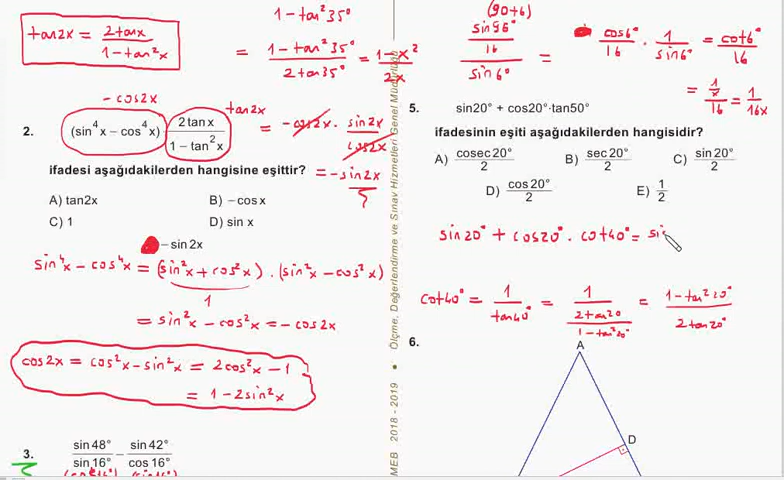 tan2x = 2tanx / 1-tan²x
1-tan²35°
= 1-tan²35° / 2tan35° = 1-x² / 2x
2.
-cos2x
(sin⁴x – cos⁴x) · 2tanx / 1–tan²x
tan2x
= -cos2x · sin2x / cos2x
ifadesi aşağıdakilerden hangisine eşittir?
= -sin2x
A) tan2x
B) –cosx
C) 1
D) sin x
–sin2x
sin⁴x - cos⁴x = (sin²x + cos²x) . (sin²x - cos²x)
1
= sin²x - cos²x = -cos2x
cos2x = cos²x - sin²x = 2cos²x - 1
= 1 - 2sin²x
3.
sin48° / sin16° – sin42° / cos16°
Ölçme, Değerlendirme ve Sınav Hizmetleri Genel Müdürlüğü
MEB 2018 - 2019
(90+6)
sin96° / 16 / sin6° = cos6° / 16 · 1 / sin6° = cot6° / 16
= 1/x / 16 = 1 / 16x
5.
sin20° + cos20°·tan50°
ifadesinin eşiti aşağıdakilerden hangisidir?
A) cosec20° / 2
B) sec20° / 2
C) sin20° / 2
D) cos20° / 2
E) 1 / 2
sin20° + cos20° . cot40° = si
cot40° = 1 / tan40° = 1 / 2tan20 / 1-tan²20° = 1-tan²20° / 2tan20°
6.
A
D